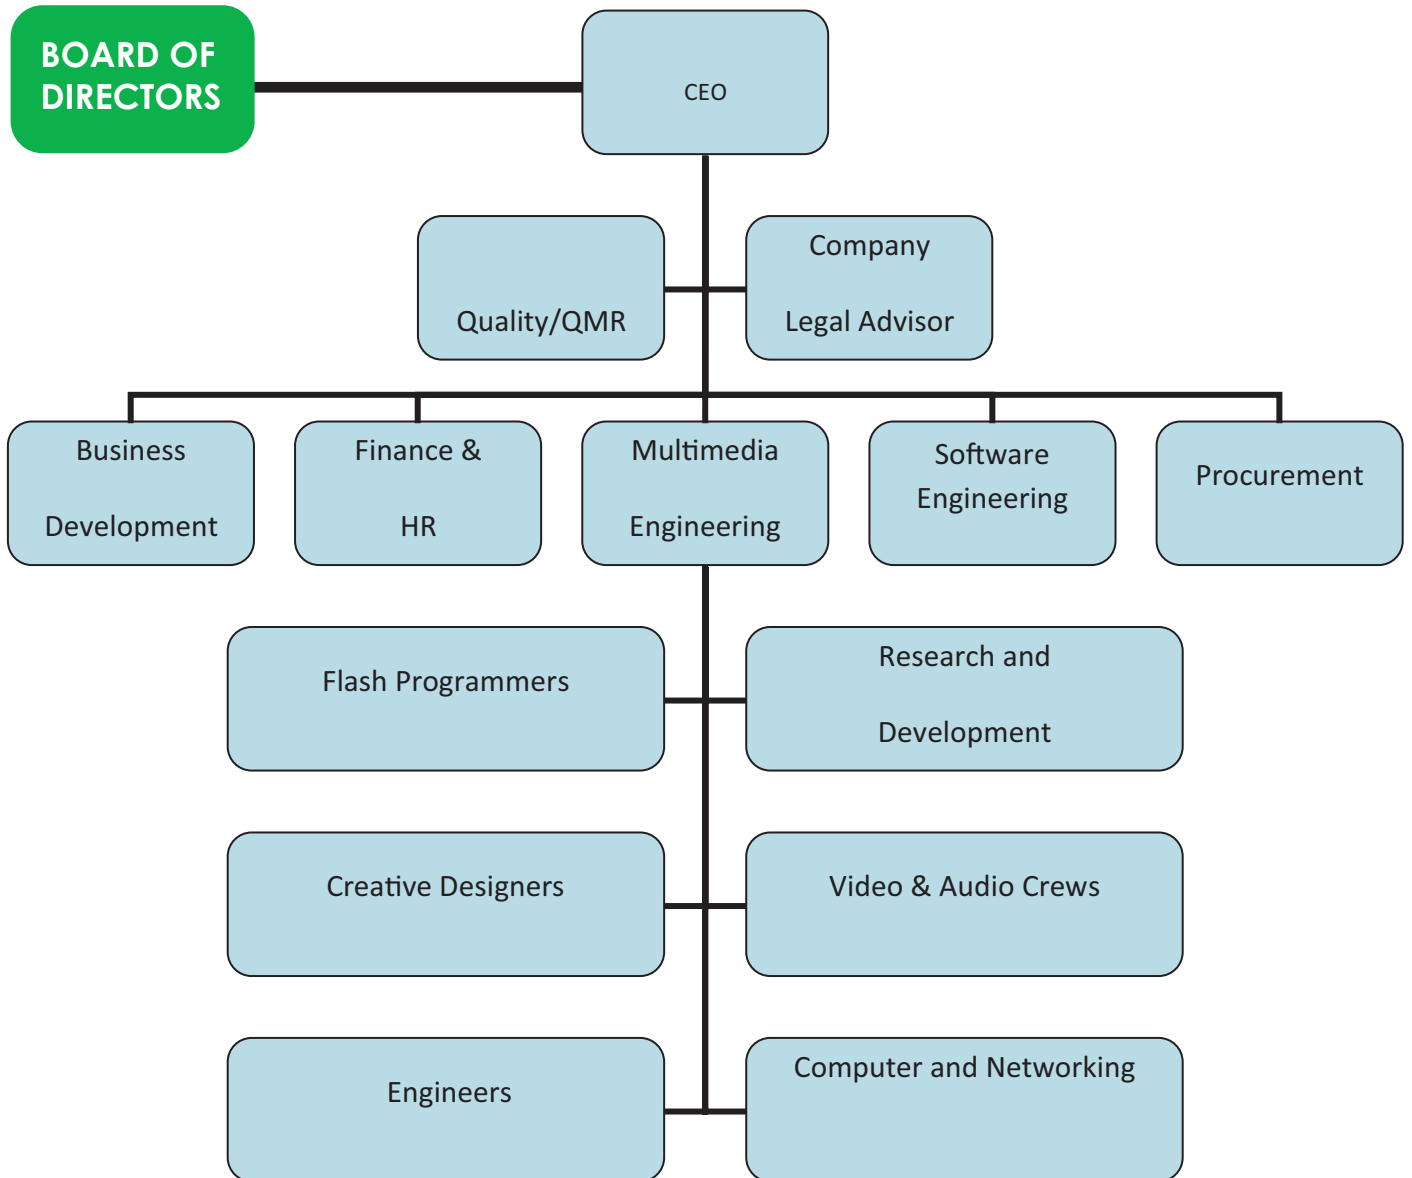 BOARD OF
DIRECTORS
CEO
Quality/QMR
Company
Legal Advisor
Business
Development
Finance &
HR
Multimedia
Engineering
Software
Engineering
Procurement
Flash Programmers
Research and
Development
Creative Designers
Video & Audio Crews
Engineers
Computer and Networking